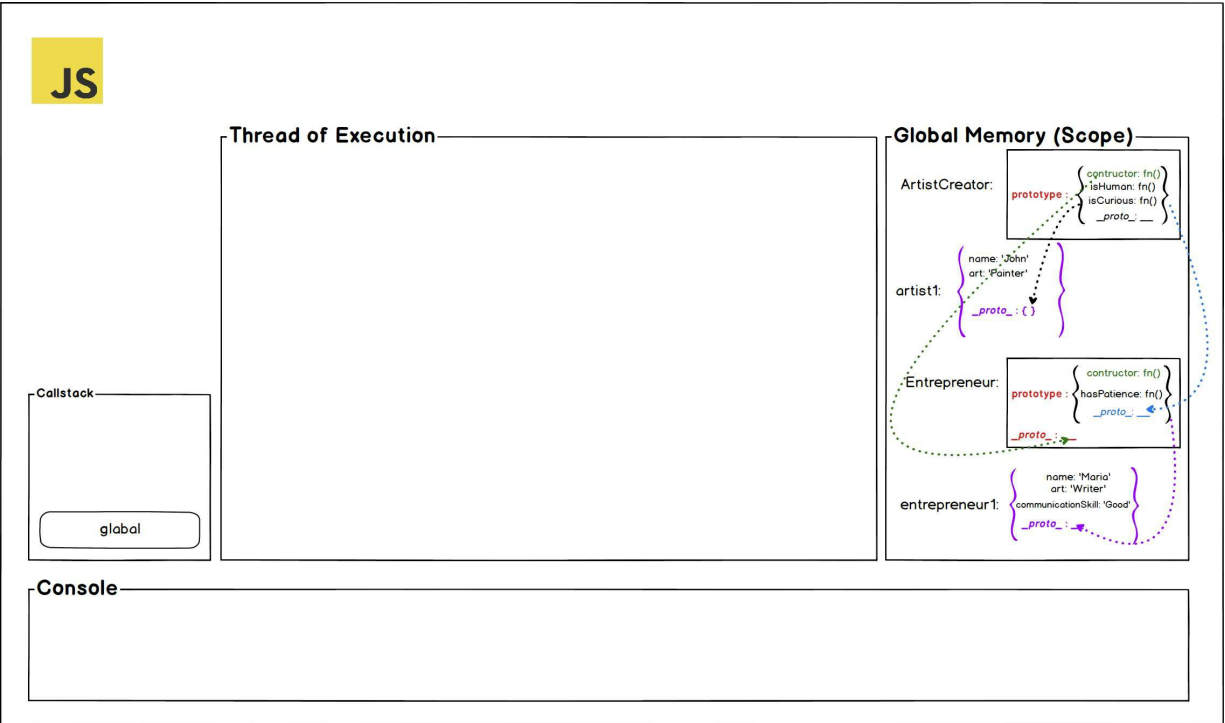 JS
Thread of Execution
Global Memory (Scope)
ArtistCreator:
prototype :
contructor: fn()
isHuman: fn()
isCurious: fn()
_proto_: __
artist1:
name: 'John'
art: 'Painter'
_proto_ : { }
Entrepreneur:
prototype :
contructor: fn()
hasPatience: fn()
_proto_: __
_proto_ : __
entrepreneur1:
name: 'Maria'
art: 'Writer'
communicationSkill: 'Good'
_proto_ : __
Callstack
glabal
Console